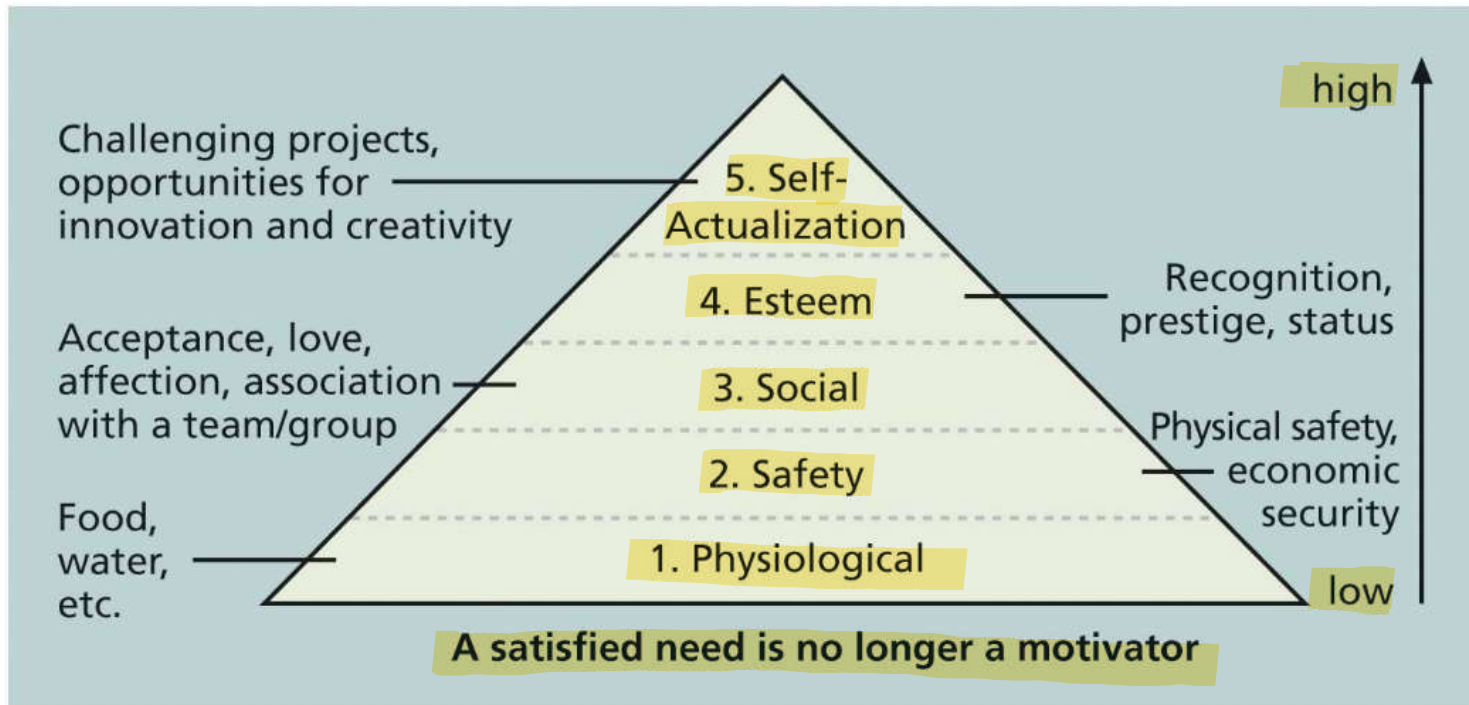 high
Challenging projects,
opportunities for
innovation and creativity
5. Self-
Actualization
Recognition,
prestige, status
4. Esteem
Acceptance, love,
affection, association
with a team/group
3. Social
Physical safety,
economic
security
2. Safety
Food,
water,
etc.
1. Physiological
low
A satisfied need is no longer a motivator